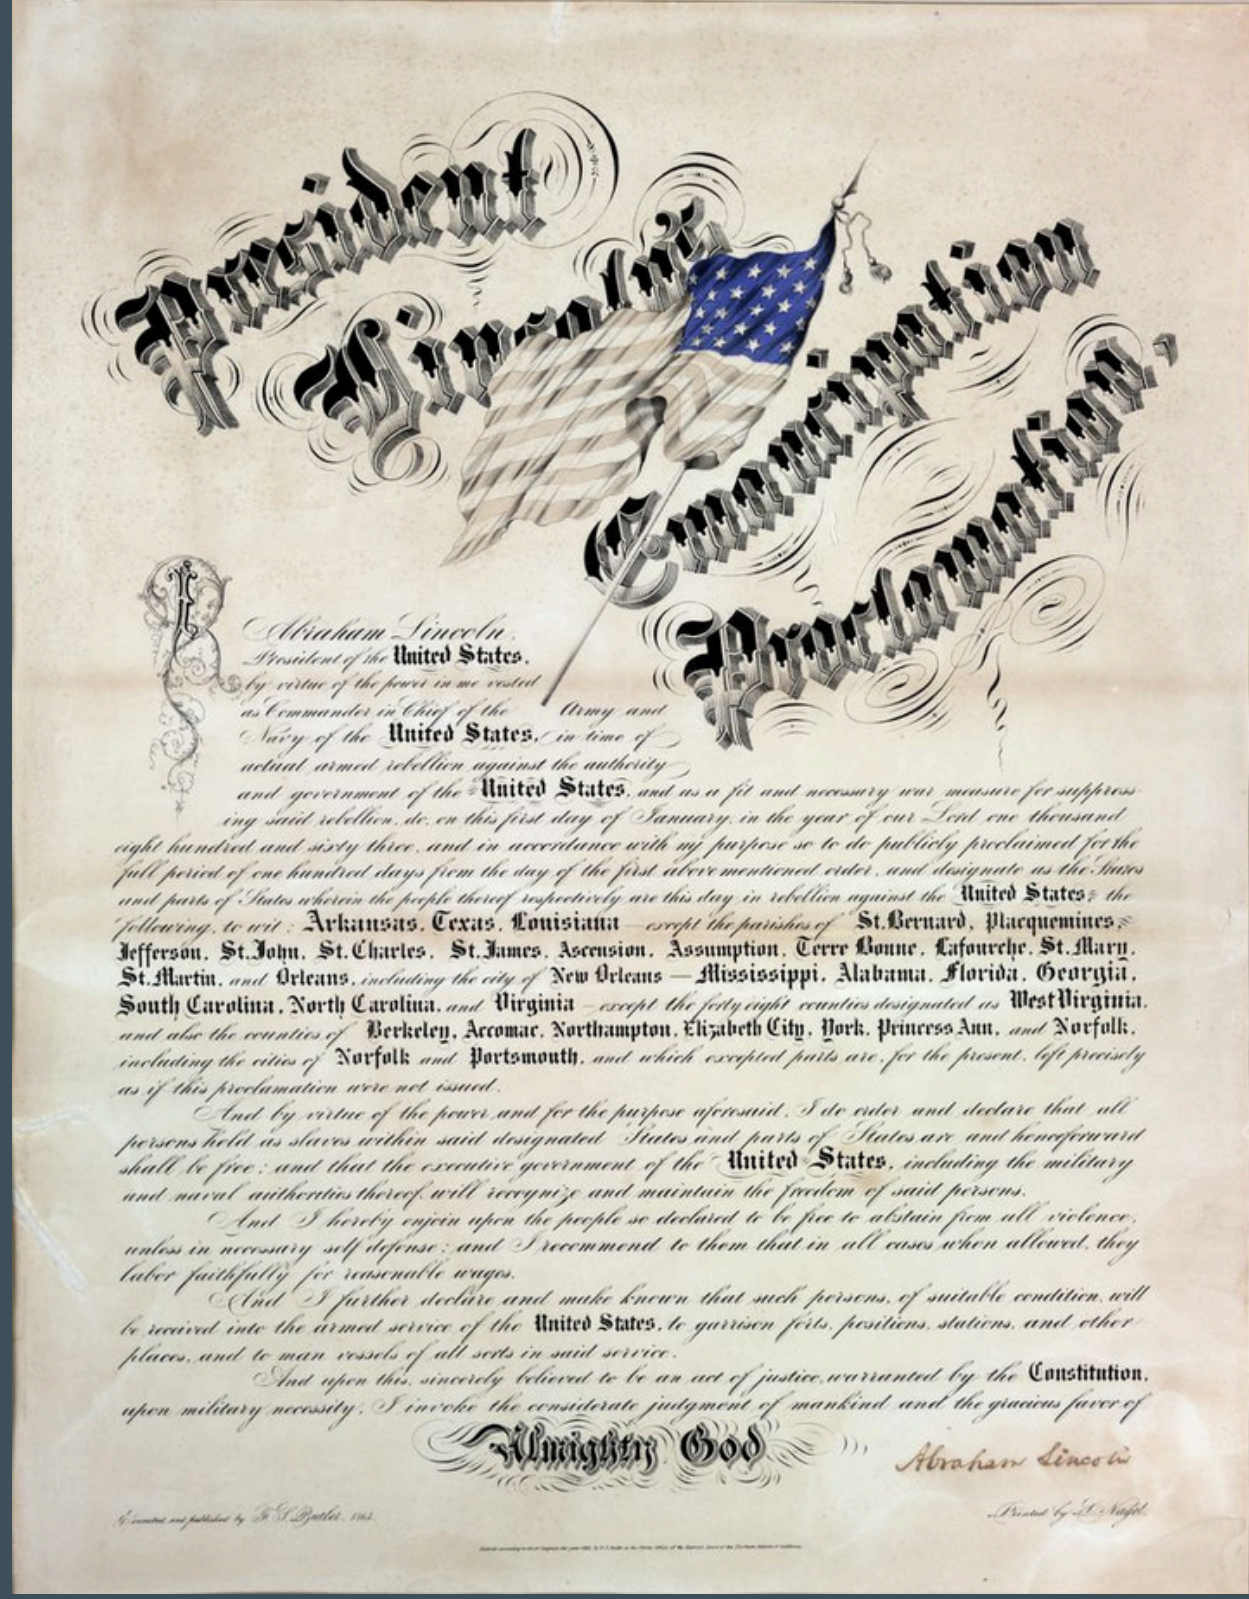 President
Lincoln's
Emancipation
Proclamation.
I
Abraham Lincoln,
President of the United States,
by virtue of the power in me vested
as Commander in Chief of the Army and
Navy of the United States, in time of
actual armed rebellion against the authority
and government of the United States, and as a fit and necessary war measure for suppress-
ing said rebellion, do, on this first day of January, in the year of our Lord one thousand
eight hundred and sixty three, and in accordance with my purpose so to do publicly proclaimed for the
full period of one hundred days from the day of the first above mentioned order, and designate as the States
and parts of States wherein the people thereof respectively are this day in rebellion against the United States, the
following, to wit: Arkansas, Texas, Louisiana – except the parishes of St. Bernard, Placquemines,
Jefferson, St. John, St. Charles, St. James, Ascension, Assumption, Terre Bonne, Lafourche, St. Mary,
St. Martin, and Orleans, including the city of New Orleans — Mississippi, Alabama, Florida, Georgia,
South Carolina, North Carolina, and Virginia – except the forty eight counties designated as West Virginia,
and also the counties of Berkeley, Accomac, Northampton, Elizabeth City, York, Princess Ann, and Norfolk,
including the cities of Norfolk and Portsmouth, and which excepted parts are, for the present, left precisely
as if this proclamation were not issued.
And by virtue of the power, and for the purpose aforesaid, I do order and declare that all
persons held as slaves within said designated States and parts of States are and henceforward
shall be free; and that the executive government of the United States, including the military
and naval authorities thereof, will recognize and maintain the freedom of said persons.
And I hereby enjoin upon the people so declared to be free to abstain from all violence,
unless in necessary self defense; and I recommend to them that in all cases when allowed, they
labor faithfully for reasonable wages.
And I further declare and make known that such persons, of suitable condition, will
be received into the armed service of the United States, to garrison forts, positions, stations, and other
places, and to man vessels of all sorts in said service.
And upon this, sincerely believed to be an act of justice, warranted by the Constitution,
upon military necessity, I invoke the considerate judgment of mankind and the gracious favor of
Almighty God
Abraham Lincoln
Executed and published by F. S. Butler, 1863.
Printed by L. Nagel.